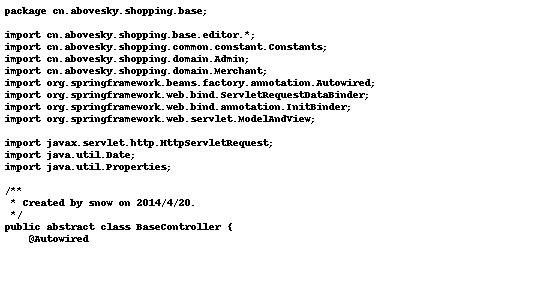 package cn.abovesky.shopping.base;

import cn.abovesky.shopping.base.editor.*;
import cn.abovesky.shopping.common.constant.Constants;
import cn.abovesky.shopping.domain.Admin;
import cn.abovesky.shopping.domain.Merchant;
import org.springframework.beans.factory.annotation.Autowired;
import org.springframework.web.bind.ServletRequestDataBinder;
import org.springframework.web.bind.annotation.InitBinder;
import org.springframework.web.servlet.ModelAndView;

import javax.servlet.http.HttpServletRequest;
import java.util.Date;
import java.util.Properties;

/**
 * Created by snow on 2014/4/20.
 */
public abstract class BaseController {
    @Autowired